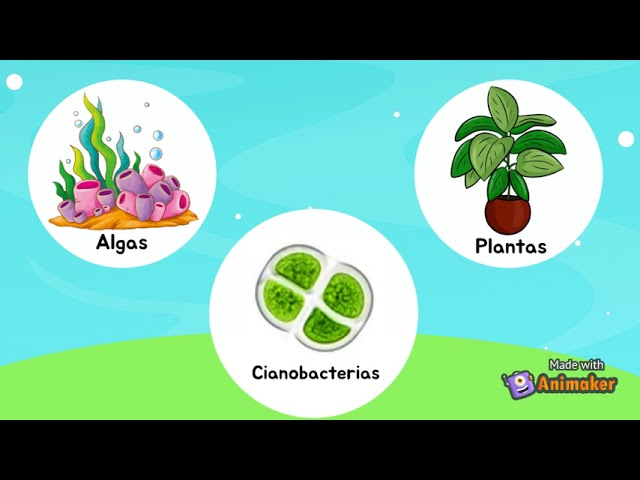 Algas
Plantas
Cianobacterias
Made with
Animaker